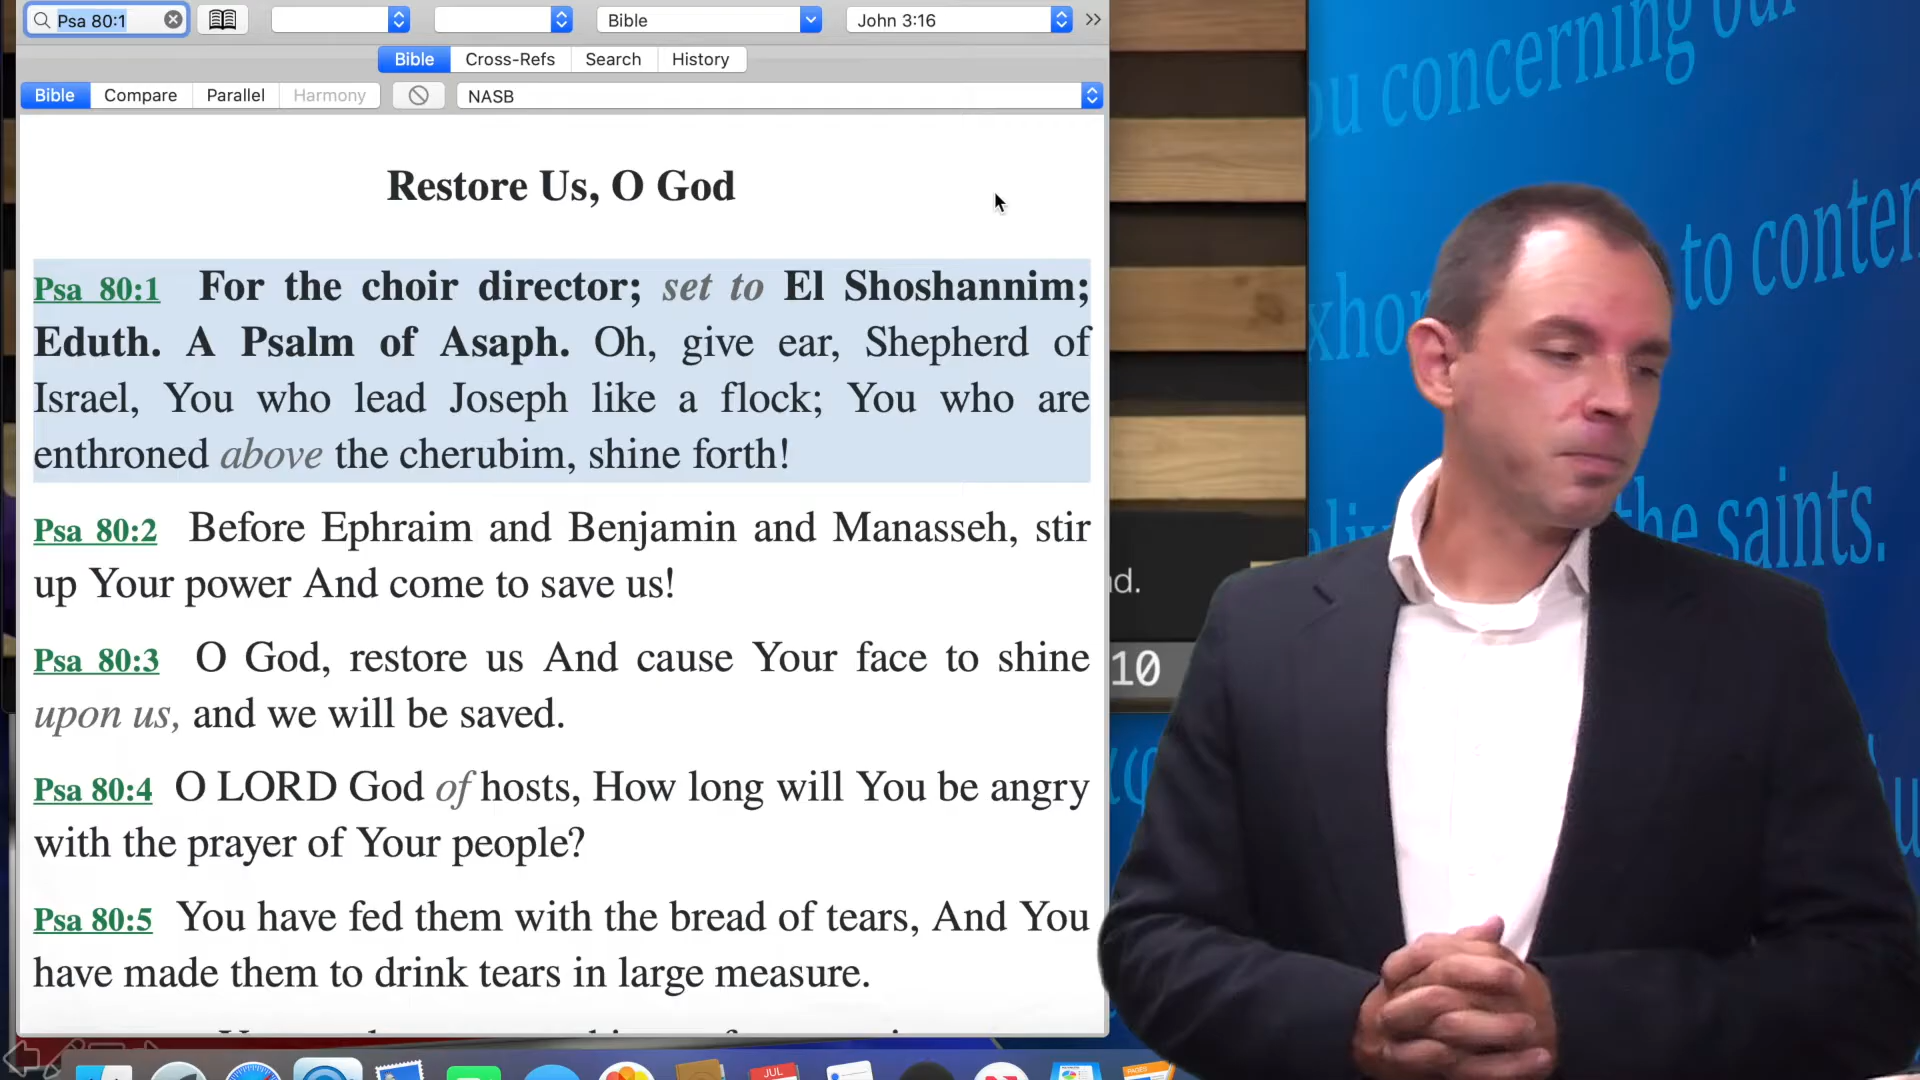 Psa 80:1
Bible
John 3:16
Bible Cross-Refs Search History
Bible Compare Parallel Harmony
NASB
Restore Us, O God
Psa 80:1 For the choir director; set to El Shoshannim;
Eduth. A Psalm of Asaph. Oh, give ear, Shepherd of
Israel, You who lead Joseph like a flock; You who are
enthroned above the cherubim, shine forth!
Psa 80:2 Before Ephraim and Benjamin and Manasseh, stir
up Your power And come to save us!
Psa 80:3 O God, restore us And cause Your face to shine
upon us, and we will be saved.
Psa 80:4 O LORD God of hosts, How long will You be angry
with the prayer of Your people?
Psa 80:5 You have fed them with the bread of tears, And You
have made them to drink tears in large measure.
concerning
to
the saints.
10
JUL
PAGES